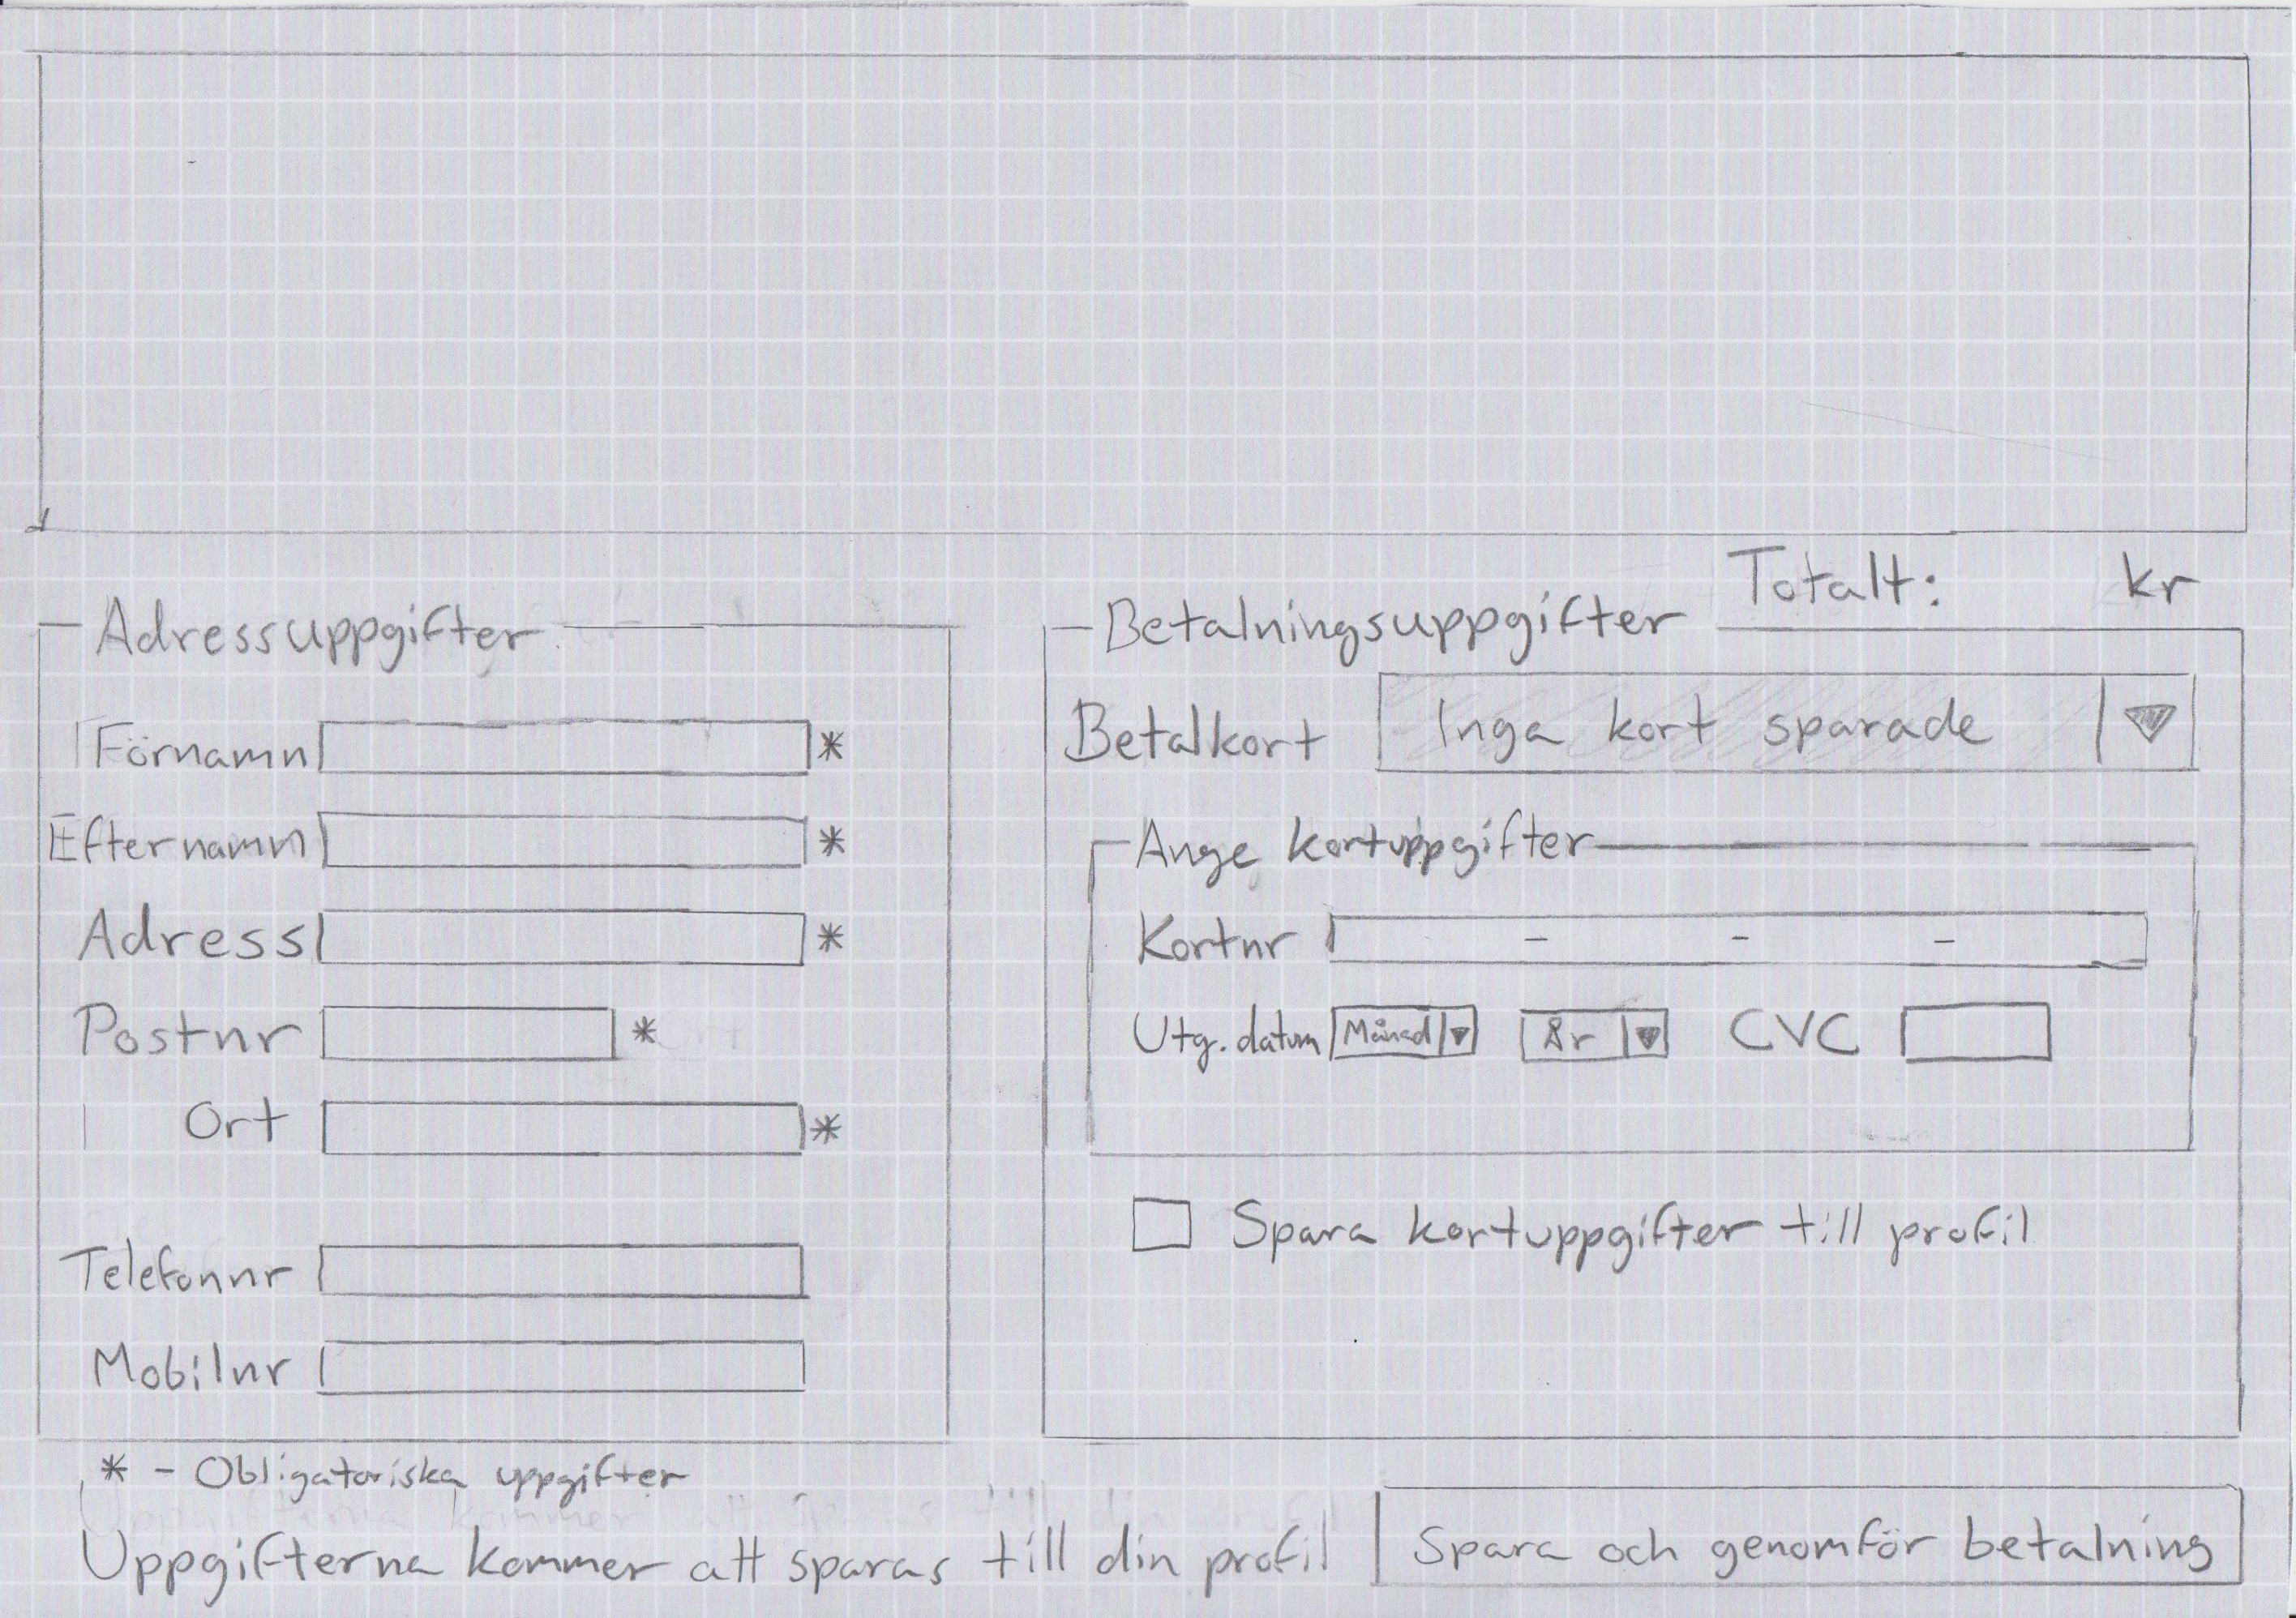 Totalt: kr
Adressuppgifter
Förnamn *
Efternamn *
Adress *
Postnr *
Ort *
Telefonnr
Mobilnr
* - Obligatoriska uppgifter
Uppgifterna kommer att sparas till din profil
Betalningsuppgifter
Betalkort Inga kort sparade
Ange kortuppgifter
Kortnr - - -
Utg. datum Månad År CVC
Spara kortuppgifter till profil
Spara och genomför betalning